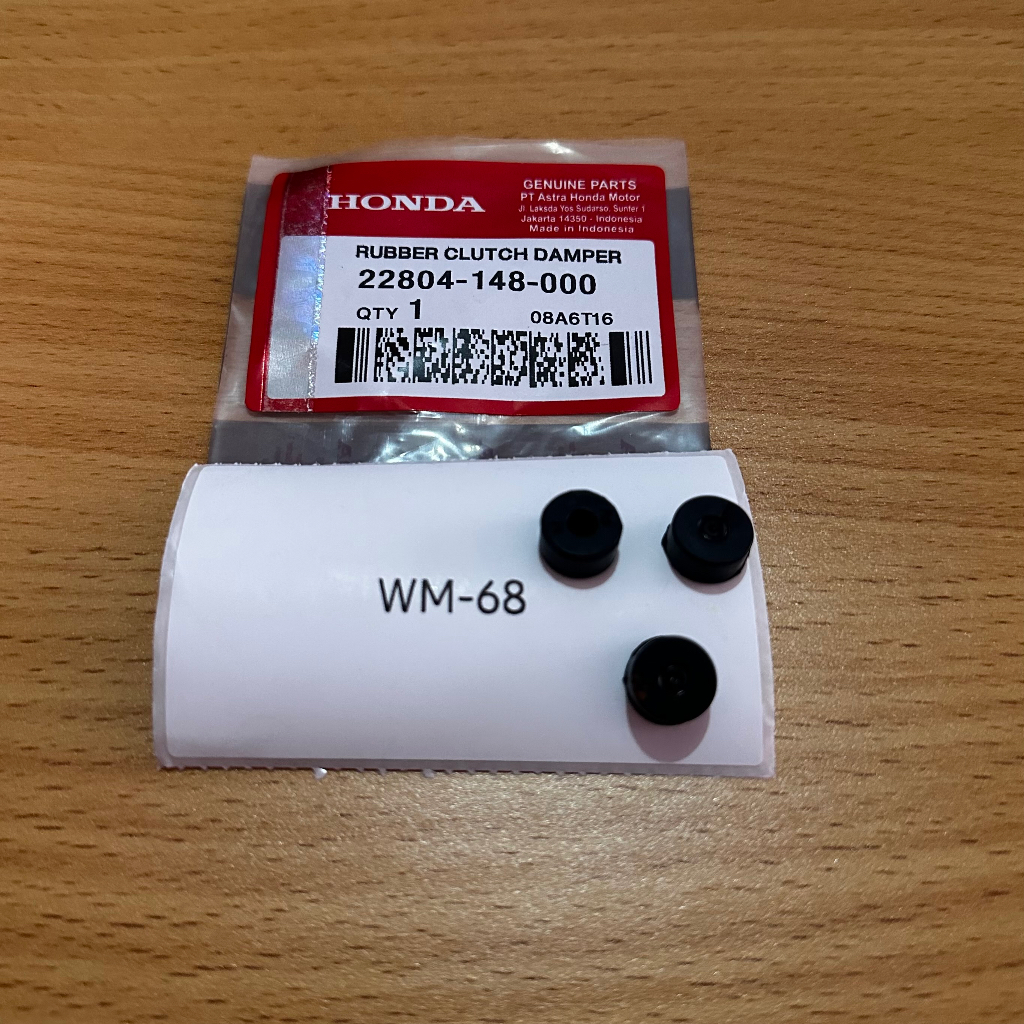 HONDA
GENUINE PARTS
PT Astra Honda Motor
Jl. Laksda Yos Sudarso, Sunter 1
Jakarta 14350 - Indonesia
Made in Indonesia
RUBBER CLUTCH DAMPER
22804-148-000
QTY 1
08A6T16
WM-68